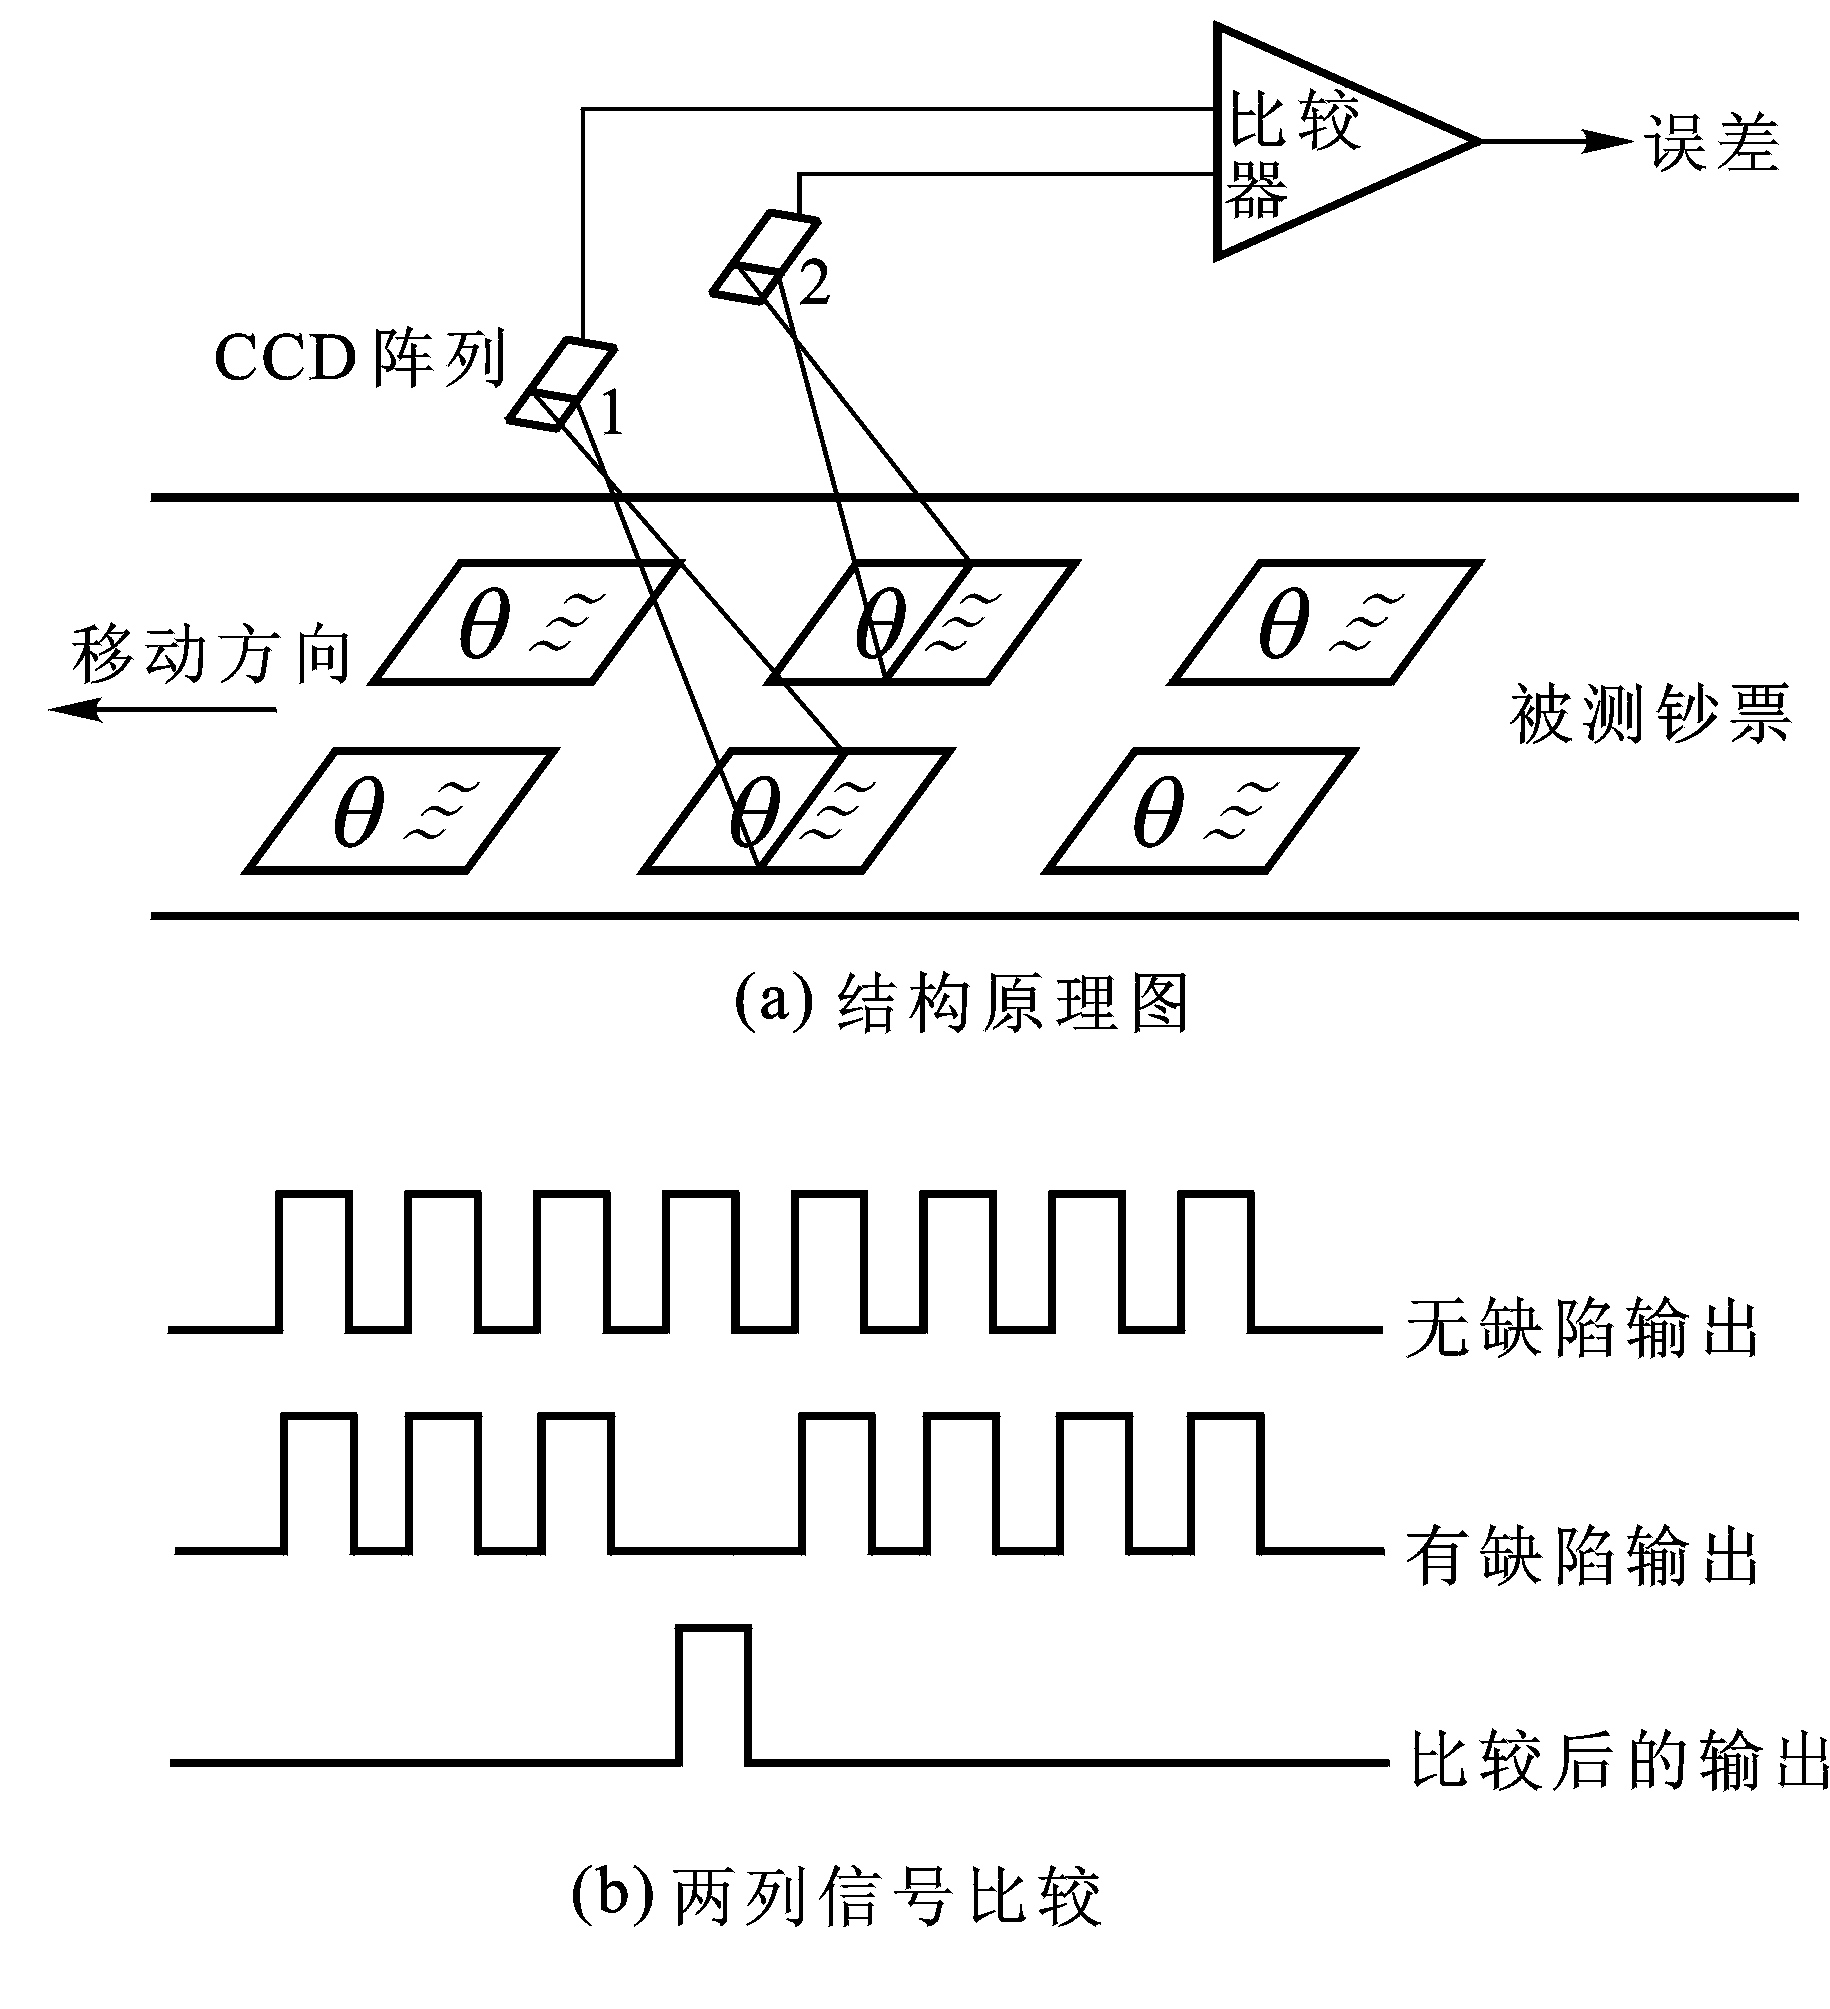 比较器
误差
2
CCD 阵列
1
θ
θ
θ
移动方向
被测钞票
θ
θ
θ
(a) 结构原理图
无缺陷输出
有缺陷输出
比较后的输出
(b) 两列信号比较